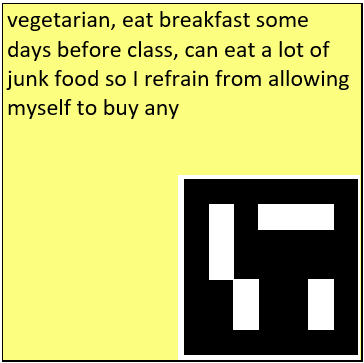 vegetarian, eat breakfast some
days before class, can eat a lot of
junk food so I refrain from allowing
myself to buy any